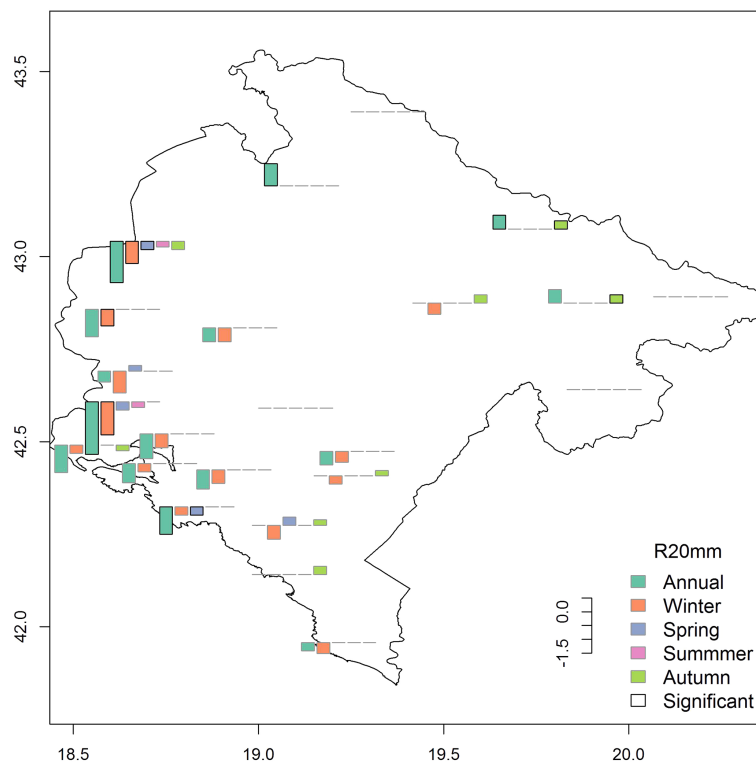 43.5
43.0
42.5
42.0
18.5 19.0 19.5 20.0
0.0
-1.5
R20mm
Annual
Winter
Spring
Summmer
Autumn
Significant